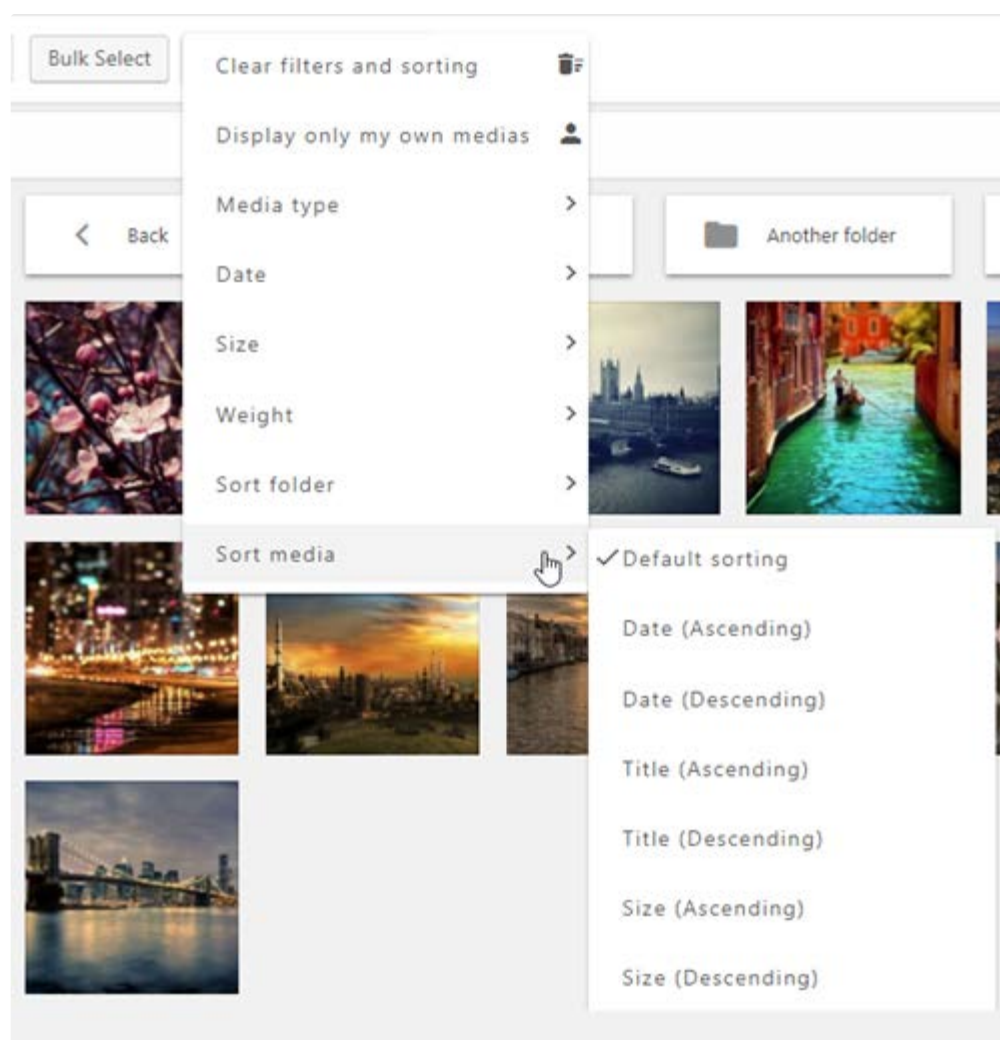 Bulk Select
Clear filters and sorting
Display only my own medias
Media type
Back
Another folder
Date
Size
Weight
Sort folder
Sort media
Default sorting
Date (Ascending)
Date (Descending)
Title (Ascending)
Title (Descending)
Size (Ascending)
Size (Descending)